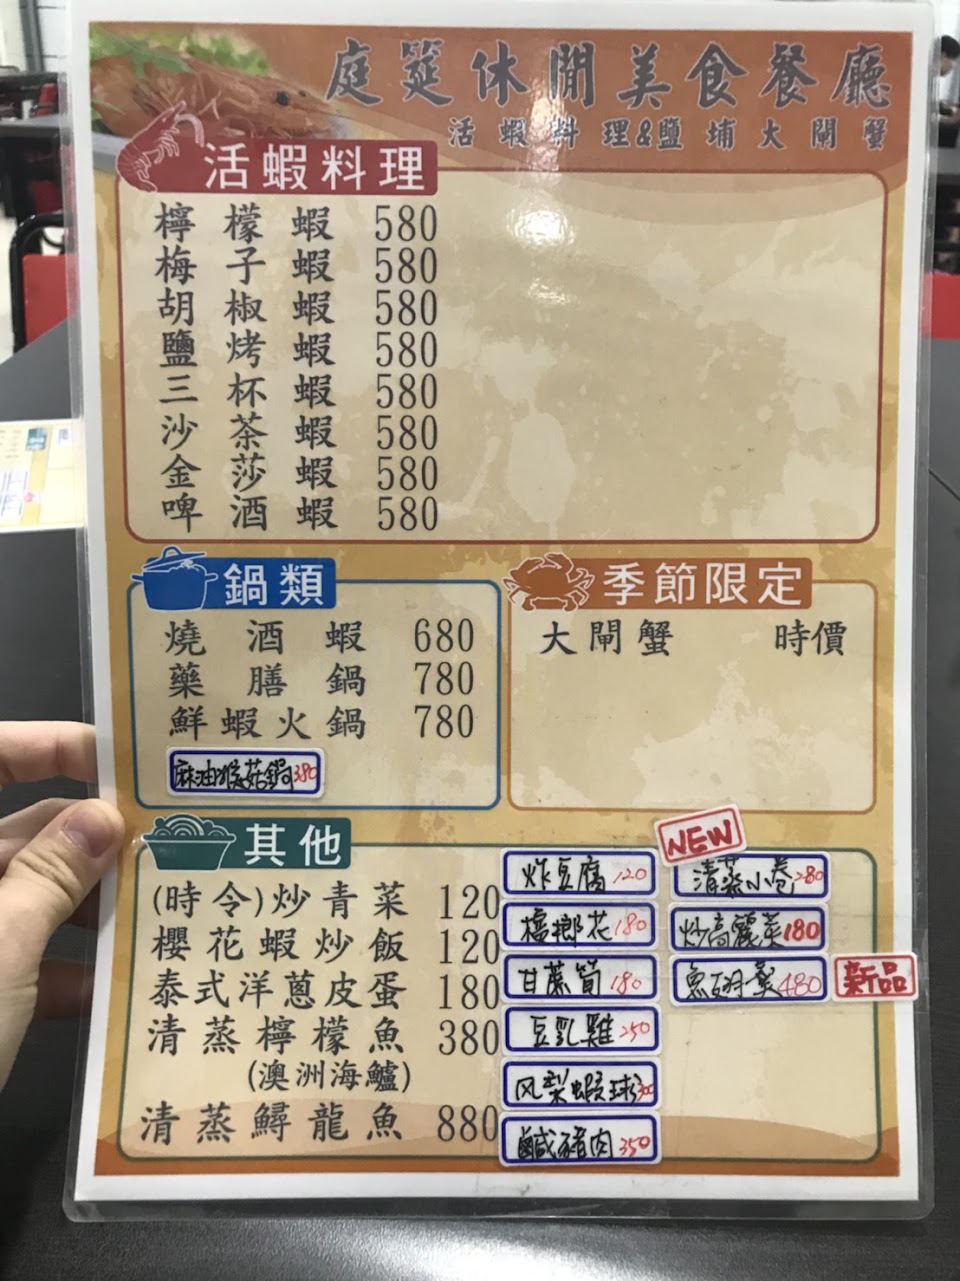 庭筵休閒美食餐廳
活蝦料理&鹽埔大閘蟹
活蝦料理
檸檬蝦 580
梅子蝦 580
胡椒蝦 580
鹽烤蝦 580
三杯蝦 580
沙茶蝦 580
金莎蝦 580
啤酒蝦 580
鍋類
燒酒蝦 680
藥膳鍋 780
鮮蝦火鍋 780
麻油猴菇鍋 380
季節限定
大閘蟹 時價
其他
(時令)炒青菜 120
櫻花蝦炒飯 120
泰式洋蔥皮蛋 180
清蒸檸檬魚 380
(澳洲海鱸)
清蒸鱘龍魚 880
炸豆腐 120
檳榔花 180
甘蔗筍 180
豆乳雞 250
风梨蝦球 300
鹹豬肉 350
NEW
清蒸小卷 280
炒高麗菜 180
魚翅羹 480
新品